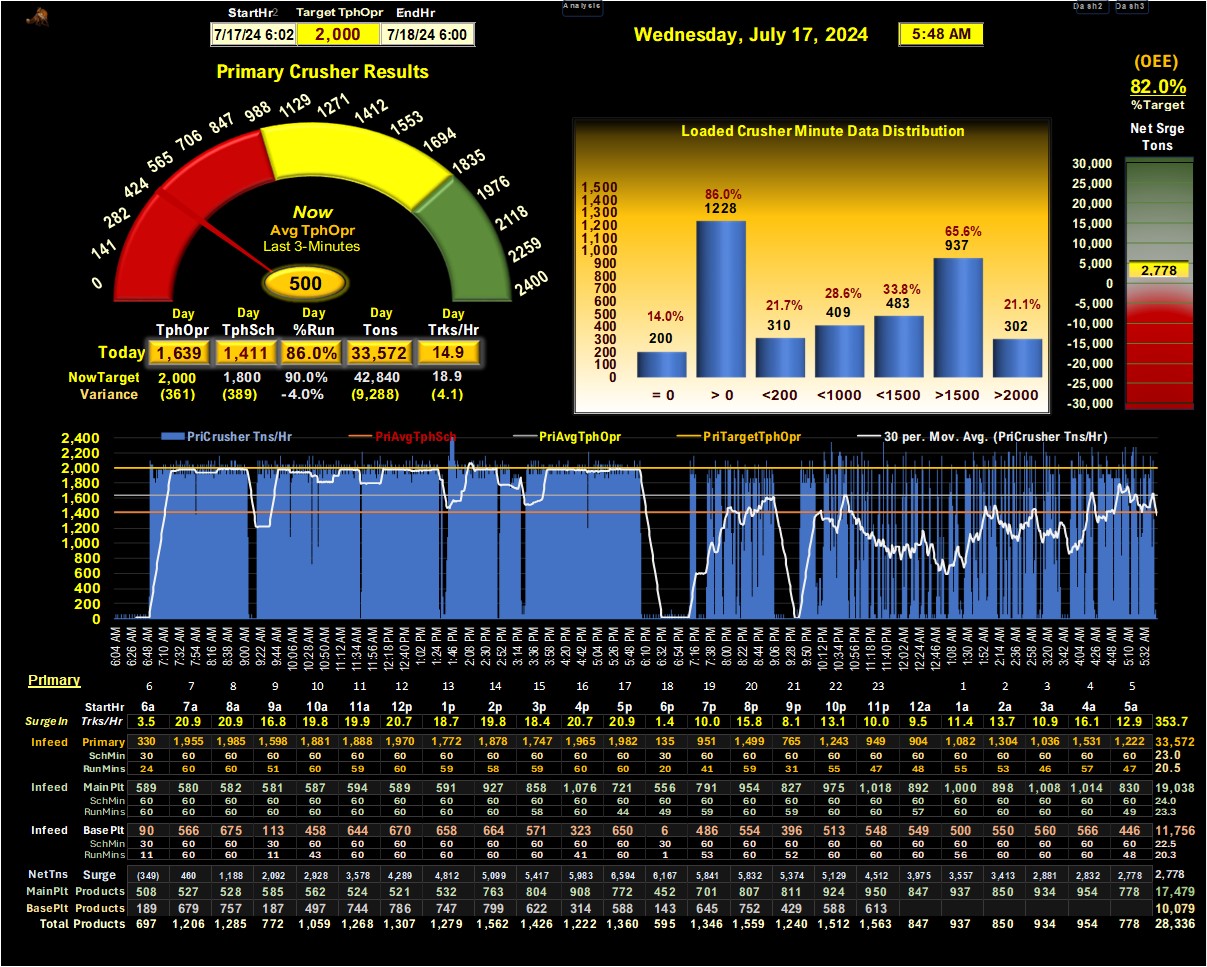 StartHr2 Target TphOpr EndHr
7/17/24 6:02 2,000 7/18/24 6:00
Analysis
Dash2 Dash3
Wednesday, July 17, 2024 5:48 AM
Primary Crusher Results
0 141 282 424 565 706 847 988 1129 1271 1412 1553 1694 1835 1976 2118 2259 2400
Now
Avg TphOpr
Last 3-Minutes
500
Day Day Day Day Day
TphOpr TphSch %Run Tons Trks/Hr
Today 1,639 1,411 86.0% 33,572 14.9
NowTarget 2,000 1,800 90.0% 42,840 18.9
Variance (361) (389) -4.0% (9,288) (4.1)
Loaded Crusher Minute Data Distribution
1,500
1,400
1,300
1,200
1,100
1,000
900
800
700
600
500
400
300
200
100
0
14.0% 86.0% 21.7% 28.6% 33.8% 65.6% 21.1%
200 1228 310 409 483 937 302
= 0 > 0 <200 <1000 <1500 >1500 >2000
(OEE)
82.0%
%Target
Net Srge
Tons
30,000
25,000
20,000
15,000
10,000
5,000
0
-5,000
-10,000
-15,000
-20,000
-25,000
-30,000
2,778
PriCrusher Tns/Hr PriAvgTphSch PriAvgTphOpr PriTargetTphOpr 30 per. Mov. Avg. (PriCrusher Tns/Hr)
2,400
2,200
2,000
1,800
1,600
1,400
1,200
1,000
800
600
400
200
0
6:04 AM 6:26 AM 6:48 AM 7:10 AM 7:32 AM 7:54 AM 8:16 AM 8:38 AM 9:00 AM 9:22 AM 9:44 AM 10:06 AM 10:28 AM 10:50 AM 11:12 AM 11:34 AM 11:56 AM 12:18 PM 12:40 PM 1:02 PM 1:24 PM 1:46 PM 2:08 PM 2:30 PM 2:52 PM 3:14 PM 3:36 PM 3:58 PM 4:20 PM 4:42 PM 5:04 PM 5:26 PM 5:48 PM 6:10 PM 6:32 PM 6:54 PM 7:16 PM 7:38 PM 8:00 PM 8:22 PM 8:44 PM 9:06 PM 9:28 PM 9:50 PM 10:12 PM 10:34 PM 10:56 PM 11:18 PM 11:40 PM 12:02 AM 12:24 AM 12:46 AM 1:08 AM 1:30 AM 1:52 AM 2:14 AM 2:36 AM 2:58 AM 3:20 AM 3:42 AM 4:04 AM 4:26 AM 4:48 AM 5:10 AM 5:32 AM
Primary
6 7 8 9 10 11 12 13 14 15 16 17 18 19 20 21 22 23 1 2 3 4 5
StartHr 6a 7a 8a 9a 10a 11a 12p 1p 2p 3p 4p 5p 6p 7p 8p 9p 10p 11p 12a 1a 2a 3a 4a 5a
SurgeIn Trks/Hr 3.5 20.9 20.9 16.8 19.8 19.9 20.7 18.7 19.8 18.4 20.7 20.9 1.4 10.0 15.8 8.1 13.1 10.0 9.5 11.4 13.7 10.9 16.1 12.9 353.7
Infeed Primary 330 1,955 1,985 1,598 1,881 1,888 1,970 1,772 1,878 1,747 1,965 1,982 135 951 1,499 765 1,243 949 904 1,082 1,304 1,036 1,531 1,222 33,572
SchMin 30 60 60 60 60 60 60 60 60 60 60 60 30 60 60 60 60 60 60 60 60 60 60 60 23.0
RunMins 24 60 60 51 60 59 60 59 58 59 60 60 20 41 59 31 55 47 48 55 53 46 57 47 20.5
Infeed MainPlt 589 580 582 581 587 594 589 591 927 858 1,076 721 556 791 954 827 975 1,018 892 1,000 898 1,008 1,014 830 19,038
SchMin 60 60 60 60 60 60 60 60 60 60 60 60 60 60 60 60 60 60 60 60 60 60 60 60 24.0
RunMins 60 60 60 60 60 60 60 60 60 58 60 44 49 59 60 60 60 60 57 60 60 60 60 49 23.3
Infeed BasePlt 90 566 675 113 458 644 670 658 664 571 323 650 6 486 554 396 513 548 549 500 550 560 566 446 11,756
SchMin 30 60 60 30 60 60 60 60 60 60 60 60 30 60 60 60 60 60 60 60 60 60 60 60 22.5
RunMins 11 60 60 11 43 60 60 60 60 60 41 60 1 53 60 52 60 60 60 56 60 60 60 48 20.3
NetTns Surge (349) 460 1,188 2,092 2,928 3,578 4,289 4,812 5,099 5,417 5,983 6,594 6,167 5,841 5,832 5,374 5,129 4,512 3,975 3,557 3,413 2,881 2,832 2,778 2,778
MainPlt Products 508 527 528 585 562 524 521 532 763 804 908 772 452 701 807 811 924 950 847 937 850 934 954 778 17,479
BasePlt Products 189 679 757 187 497 744 786 747 799 622 314 588 143 645 752 429 588 613 10,079
Total Products 697 1,206 1,285 772 1,059 1,268 1,307 1,279 1,562 1,426 1,222 1,360 595 1,346 1,559 1,240 1,512 1,563 847 937 850 934 954 778 28,336